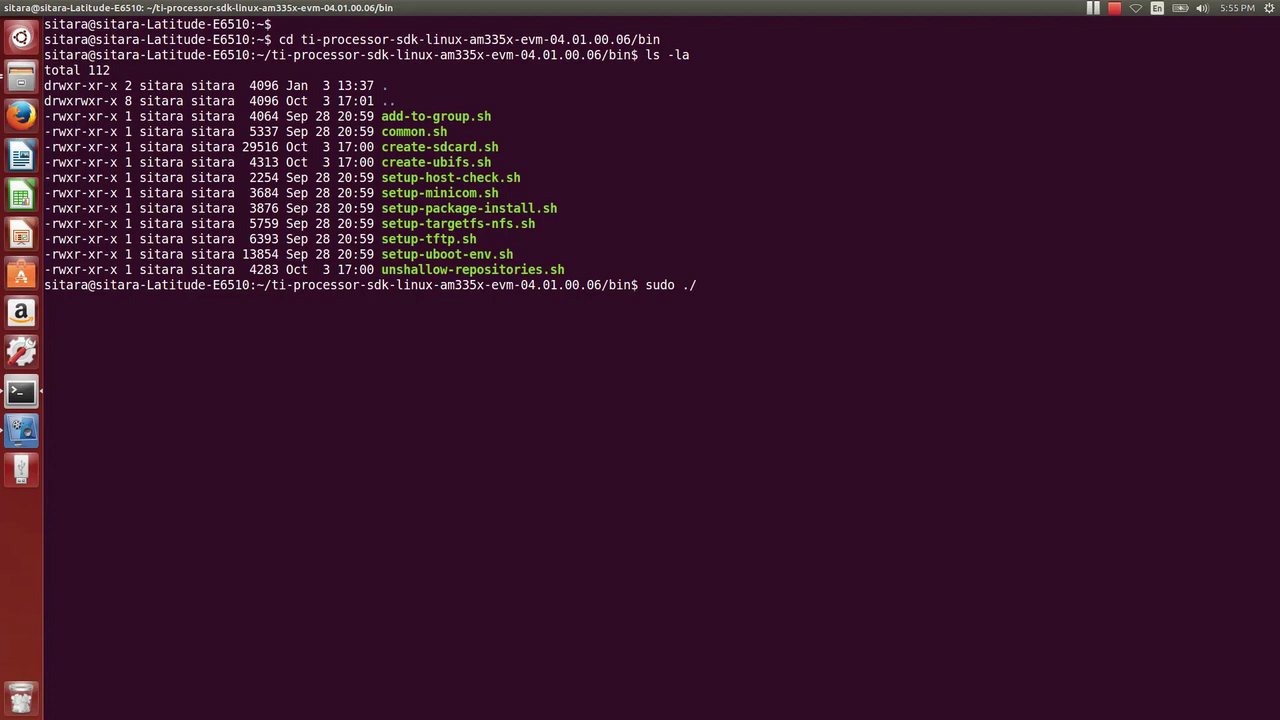 sitara@sitara-Latitude-E6510: ~/ti-processor-sdk-linux-am335x-evm-04.01.00.06/bin
En
5:55 PM
sitara@sitara-Latitude-E6510:~$
sitara@sitara-Latitude-E6510:~$ cd ti-processor-sdk-linux-am335x-evm-04.01.00.06/bin
sitara@sitara-Latitude-E6510:~/ti-processor-sdk-linux-am335x-evm-04.01.00.06/bin$ ls -la
total 112
drwxr-xr-x 2 sitara sitara  4096 Jan  3 13:37 .
drwxrwxr-x 8 sitara sitara  4096 Oct  3 17:01 ..
-rwxr-xr-x 1 sitara sitara  4064 Sep 28 20:59 add-to-group.sh
-rwxr-xr-x 1 sitara sitara  5337 Sep 28 20:59 common.sh
-rwxr-xr-x 1 sitara sitara 29516 Oct  3 17:00 create-sdcard.sh
-rwxr-xr-x 1 sitara sitara  4313 Oct  3 17:00 create-ubifs.sh
-rwxr-xr-x 1 sitara sitara  2254 Sep 28 20:59 setup-host-check.sh
-rwxr-xr-x 1 sitara sitara  3684 Sep 28 20:59 setup-minicom.sh
-rwxr-xr-x 1 sitara sitara  3876 Sep 28 20:59 setup-package-install.sh
-rwxr-xr-x 1 sitara sitara  5759 Sep 28 20:59 setup-targetfs-nfs.sh
-rwxr-xr-x 1 sitara sitara  6393 Sep 28 20:59 setup-tftp.sh
-rwxr-xr-x 1 sitara sitara 13854 Sep 28 20:59 setup-uboot-env.sh
-rwxr-xr-x 1 sitara sitara  4283 Oct  3 17:00 unshallow-repositories.sh
sitara@sitara-Latitude-E6510:~/ti-processor-sdk-linux-am335x-evm-04.01.00.06/bin$ sudo ./